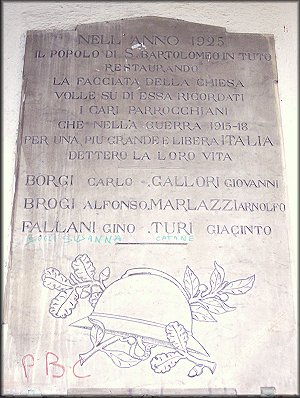 NELL'ANNO 1925
IL POPOLO DI S. BARTOLOMEO IN TUTO
RESTAURANDO
LA FACCIATA DELLA CHIESA
VOLLE SU DI ESSA RICORDATI
I CARI PARROCCHIANI
CHE NELLA GUERRA 1915-18
PER UNA PIU GRANDE E LIBERA ITALIA
DETTERO LA LORO VITA
BORGI CARLO - GALLORI GIOVANNI
BROGI ALFONSO, MARLAZZI ARNOLFO
FALLANI GINO . TURI GIACINTO
SUSANNA CATANE
PBC